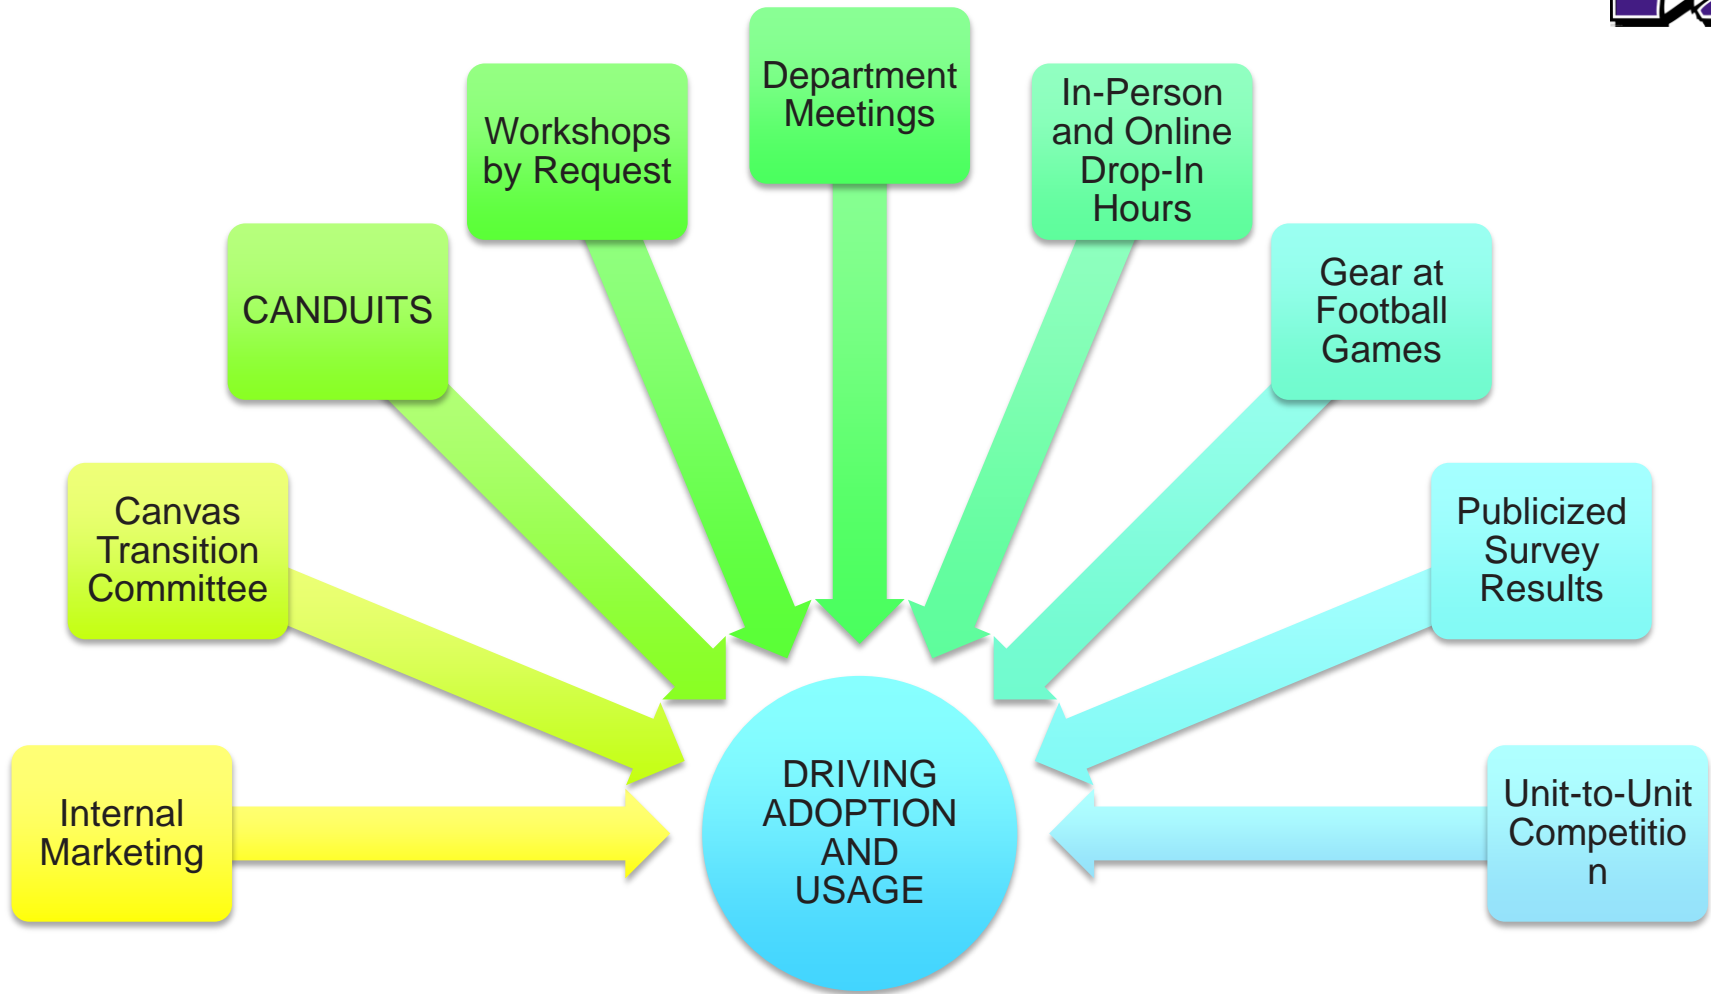 Department
Meetings
Workshops
by Request
In-Person
and Online
Drop-In
Hours
CANDUITS
Gear at
Football
Games
Canvas
Transition
Committee
Publicized
Survey
Results
Internal
Marketing
DRIVING
ADOPTION
AND
USAGE
Unit-to-Unit
Competitio
n